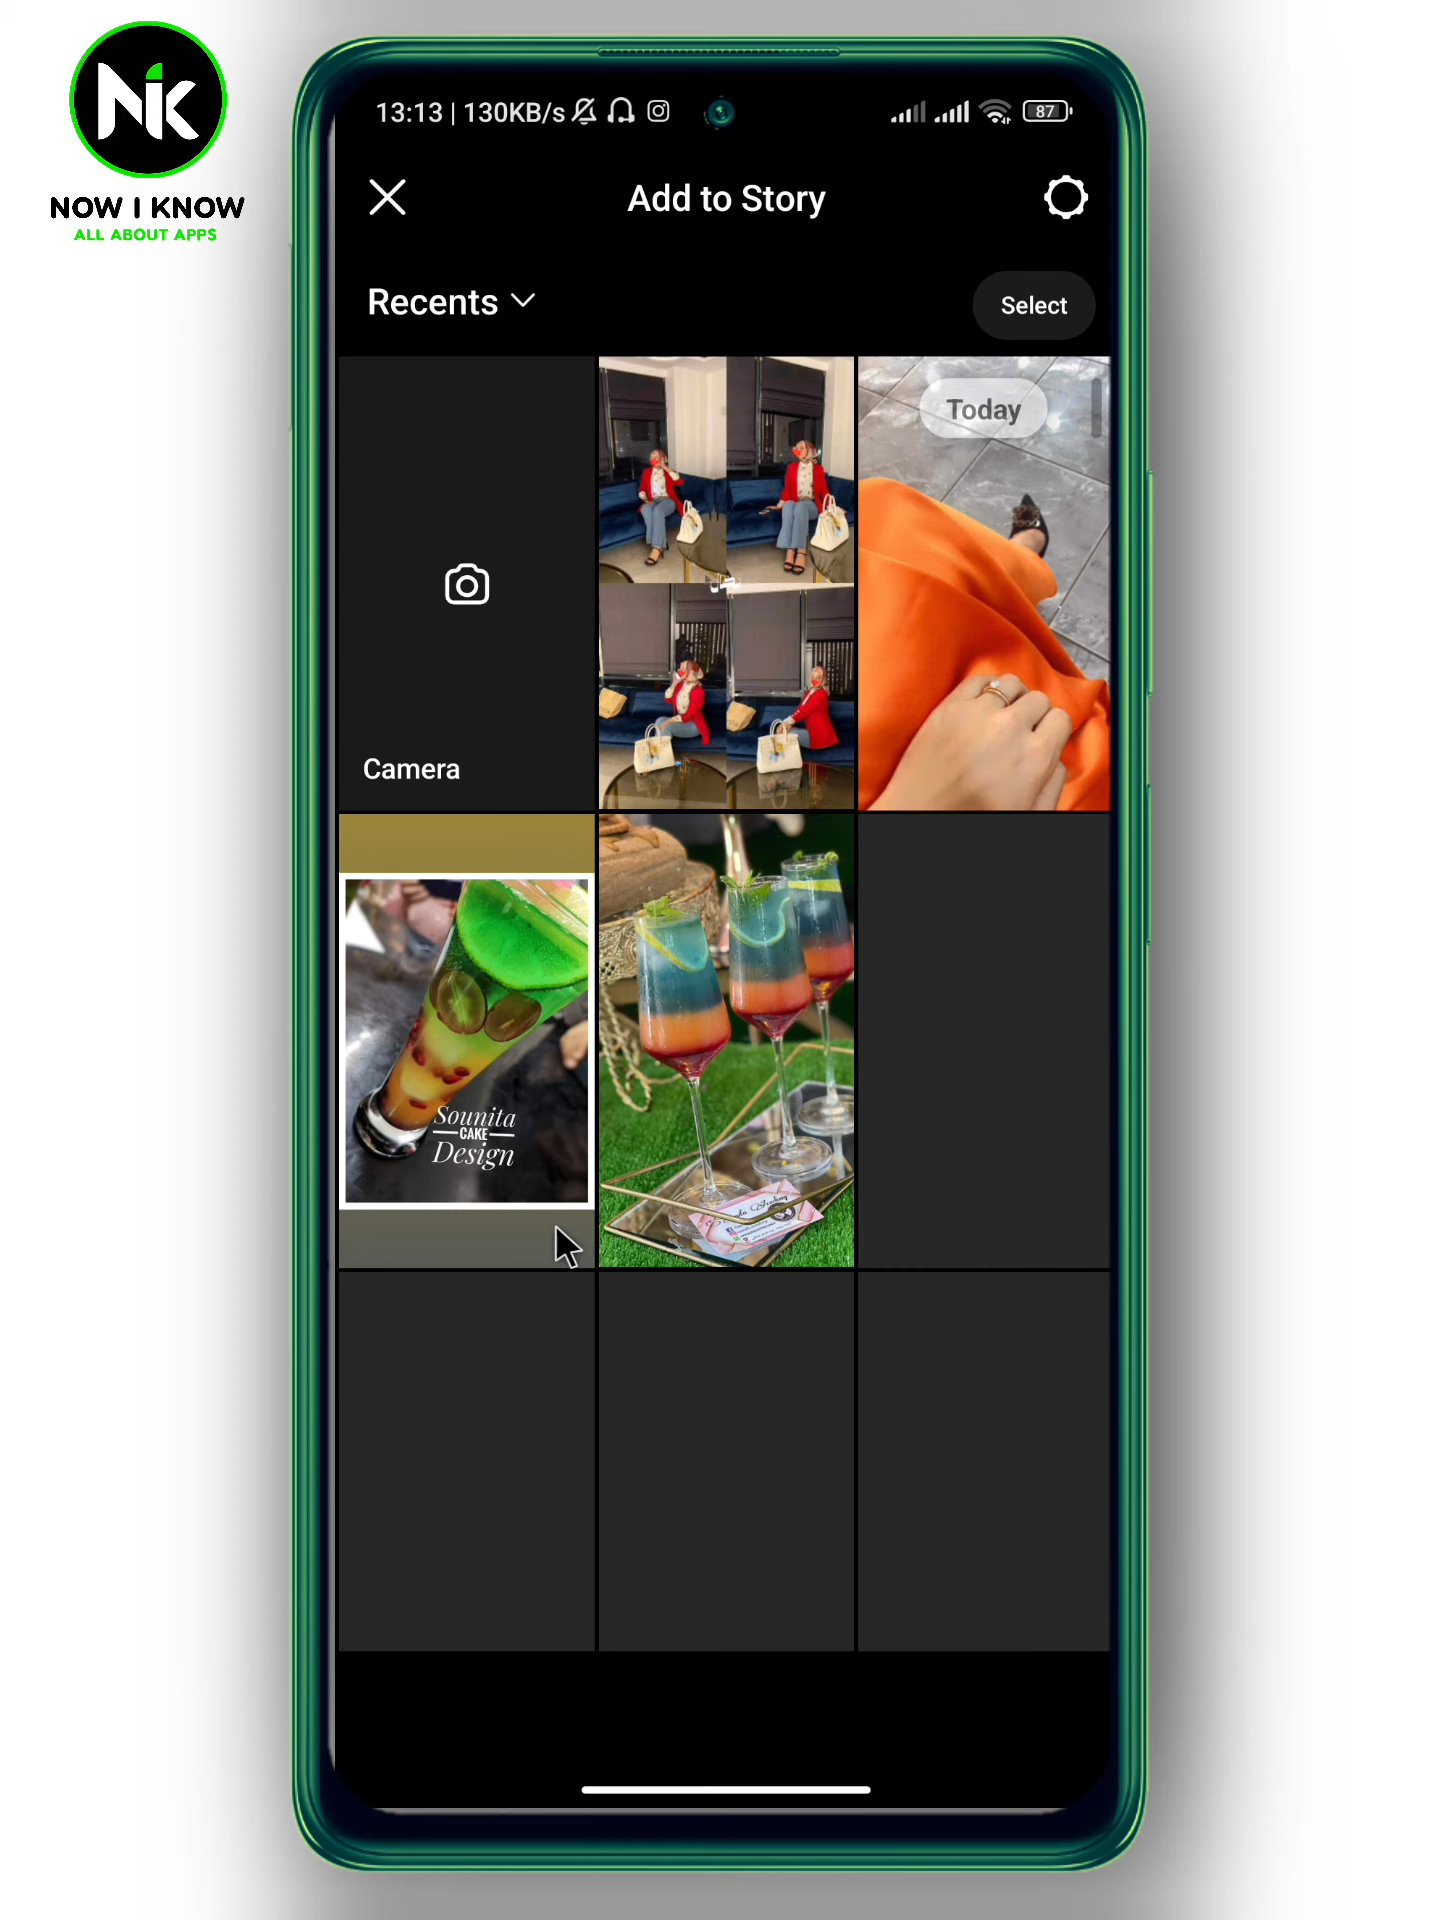 NiK
NOW I KNOW
ALL ABOUT APPS
13:13 | 130KB/s
87
Add to Story
Recents
Select
Today
Camera
Sounita
CAKE
Design